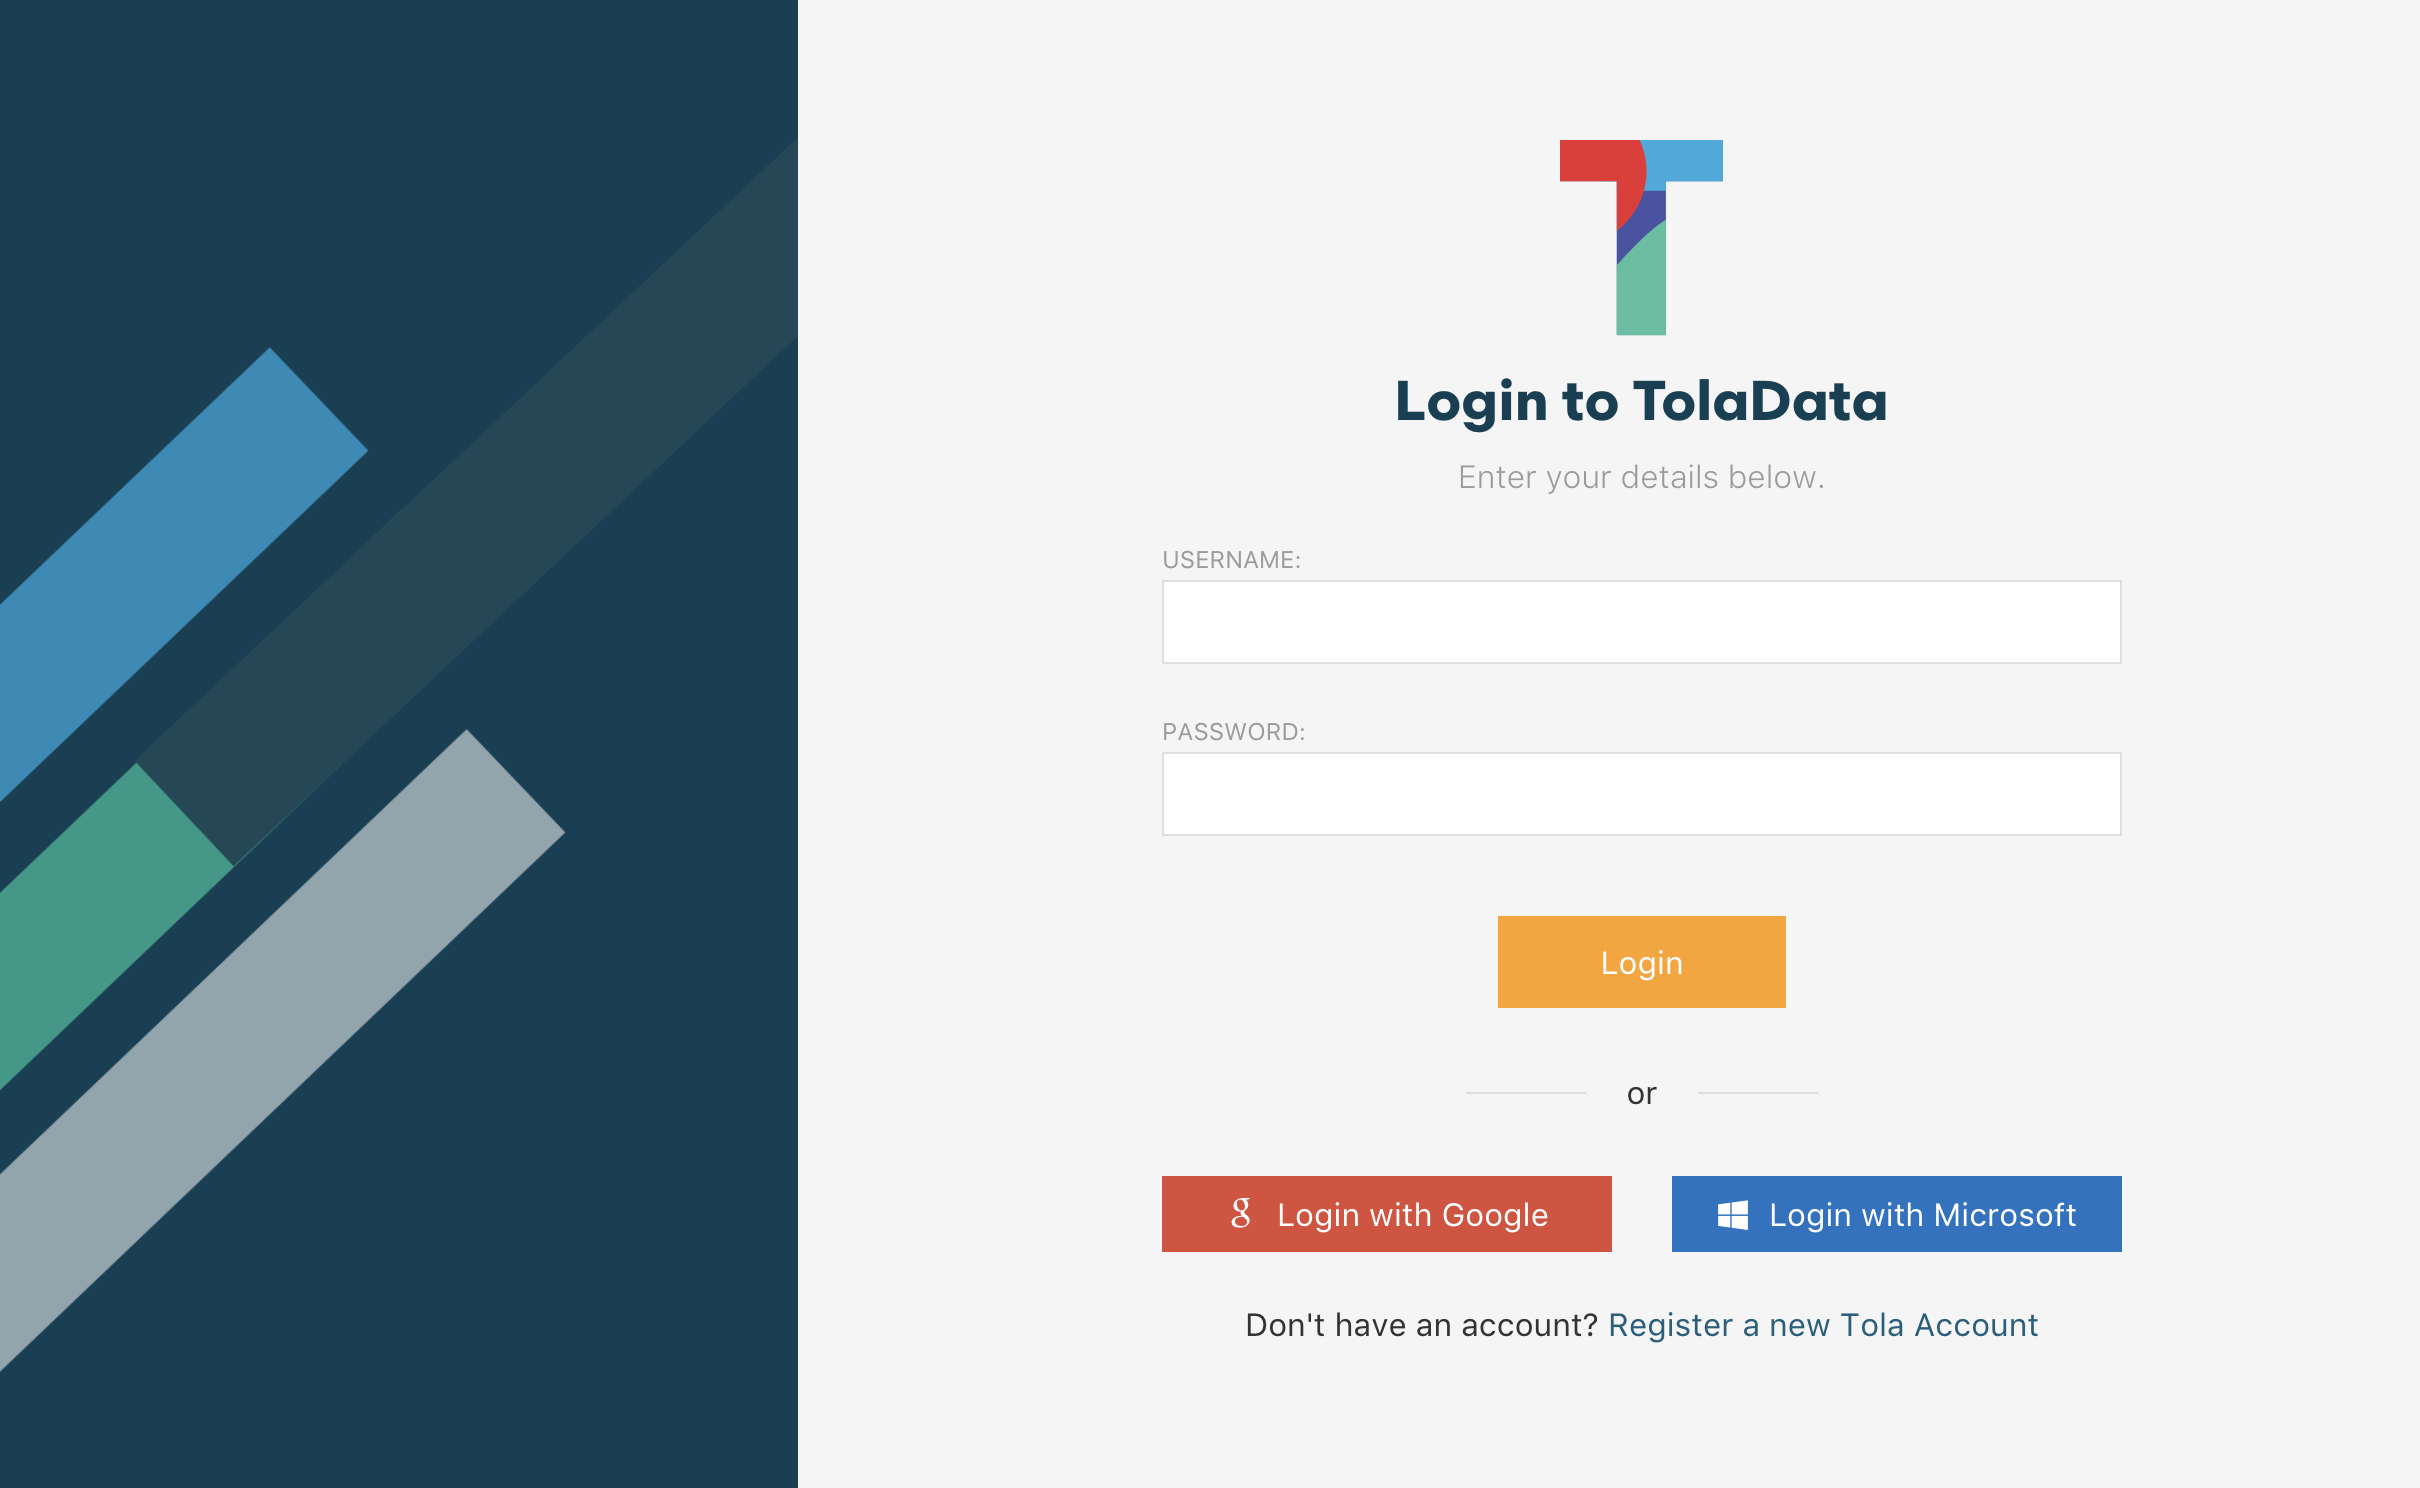 Login to TolaData
Enter your details below.
USERNAME:
PASSWORD:
Login
or
Login with Google
Login with Microsoft
Don't have an account? Register a new Tola Account